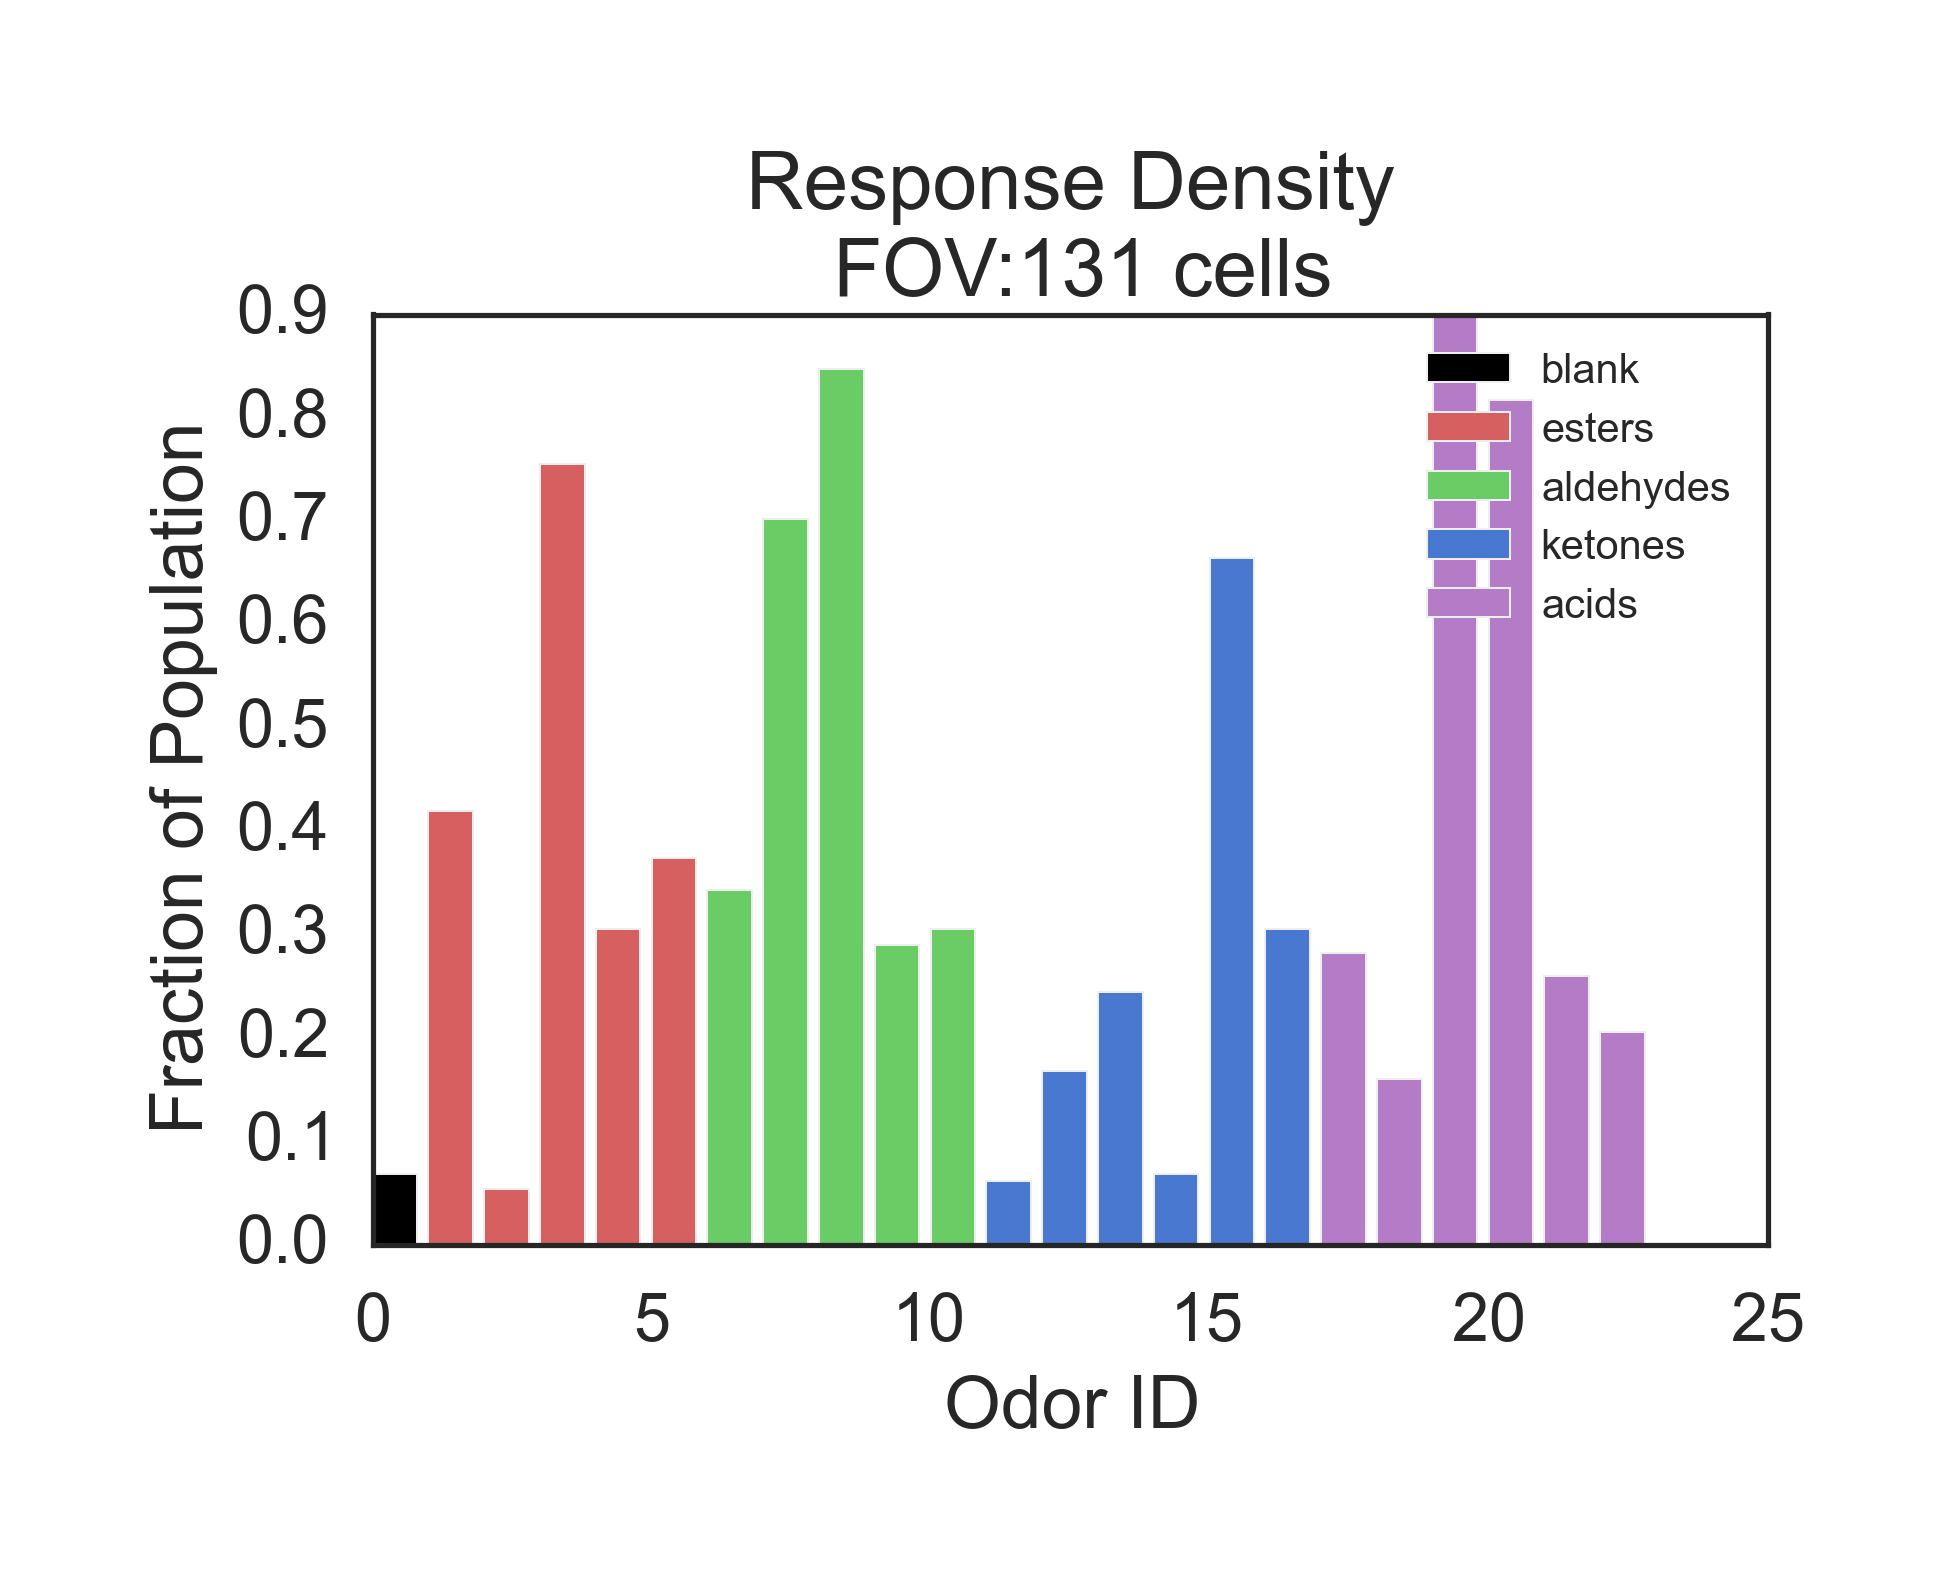 Response Density
FOV:131 cells
Fraction of Population
0.9
0.8
0.7
0.6
0.5
0.4
0.3
0.2
0.1
0.0
blank
esters
aldehydes
ketones
acids
0 5 10 15 20 25
Odor ID